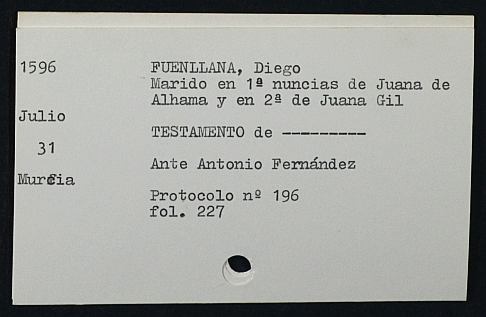 1596
Julio
31
Murcia
FUENLLANA, Diego
Marido en 1ª nuncias de Juana de
Alhama y en 2ª de Juana Gil
TESTAMENTO de ---------
Ante Antonio Fernández
Protocolo nº 196
fol. 227